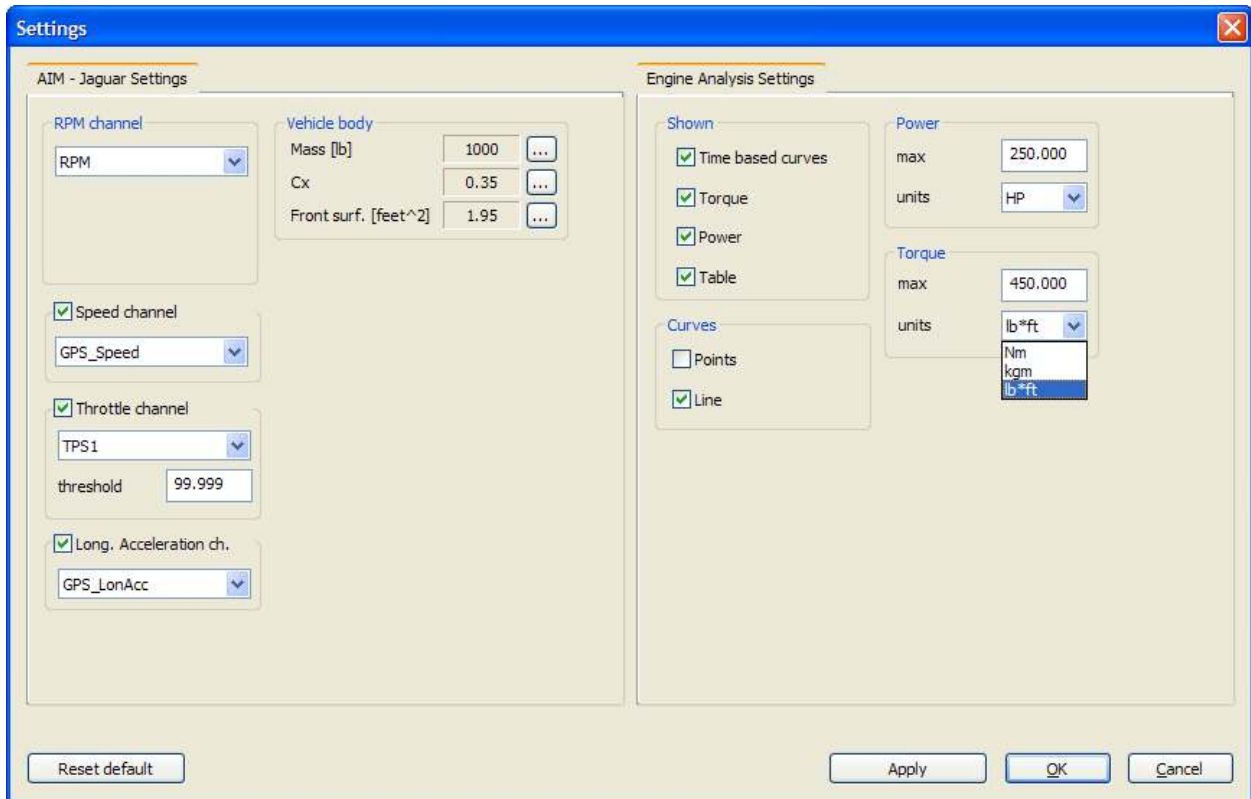 Settings
AIM - Jaguar Settings
RPM channel
RPM
Vehicle body
Mass [lb] 1000 ...
Cx 0.35 ...
Front surf. [feet^2] 1.95 ...
Speed channel
GPS_Speed
Throttle channel
TPS1
threshold 99.999
Long. Acceleration ch.
GPS_LonAcc
Engine Analysis Settings
Shown
Time based curves
Torque
Power
Table
Curves
Points
Line
Power
max 250.000
units HP
Torque
max 450.000
units lb*ft
Nm
kgm
lb*ft
Reset default
Apply
OK
Cancel